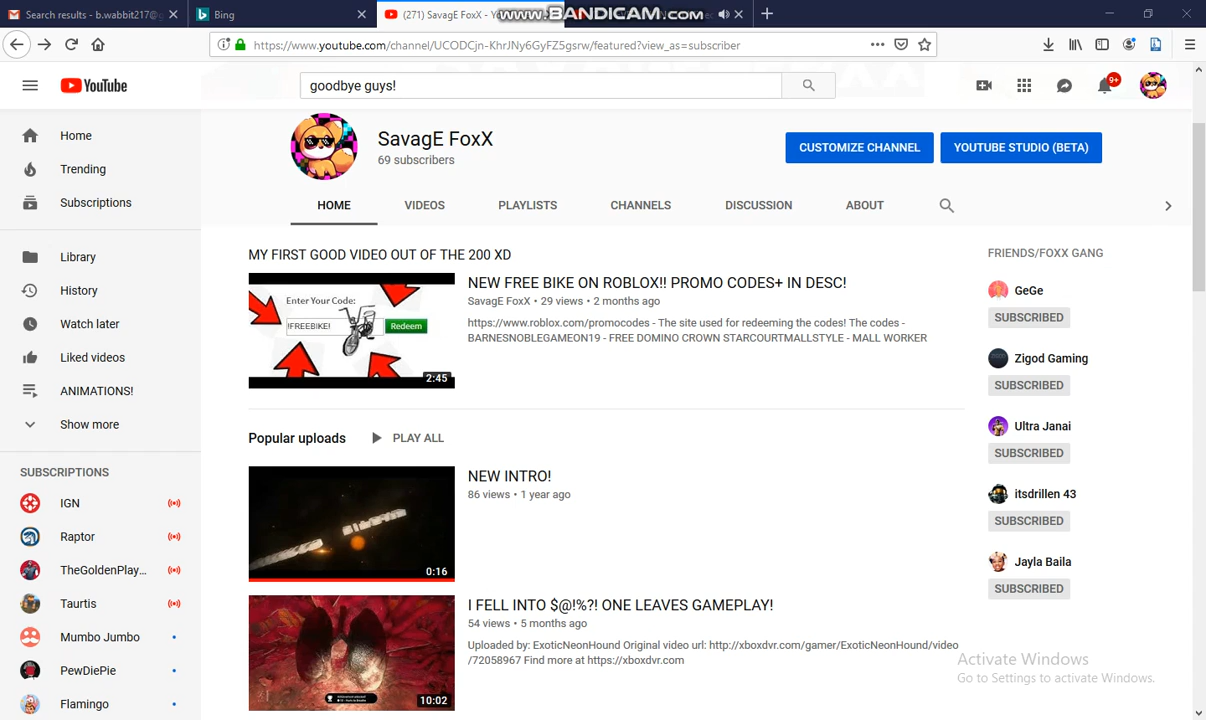 Search results - b.wabbit217@g
Bing
(271) SavagE FoxX - Yo
www.BANDICAM.com
https://www.youtube.com/channel/UCODCjn-KhrJNy6GyFZ5gsrw/featured?view_as=subscriber
YouTube
goodbye guys!
9+
Home
Trending
Subscriptions
Library
History
Watch later
Liked videos
ANIMATIONS!
Show more
SUBSCRIPTIONS
IGN
Raptor
TheGoldenPlay...
Taurtis
Mumbo Jumbo
PewDiePie
Flamingo
SavagE FoxX
69 subscribers
CUSTOMIZE CHANNEL
YOUTUBE STUDIO (BETA)
HOME VIDEOS PLAYLISTS CHANNELS DISCUSSION ABOUT
MY FIRST GOOD VIDEO OUT OF THE 200 XD
Enter Your Code:
!FREEBIKE!
Redeem
2:45
NEW FREE BIKE ON ROBLOX!! PROMO CODES+ IN DESC!
SavagE FoxX • 29 views • 2 months ago
https://www.roblox.com/promocodes - The site used for redeeming the codes! The codes -
BARNESNOBLEGAMEON19 - FREE DOMINO CROWN STARCOURTMALLSTYLE - MALL WORKER
Popular uploads
PLAY ALL
0:16
NEW INTRO!
86 views • 1 year ago
10:02
I FELL INTO $@!%?! ONE LEAVES GAMEPLAY!
54 views • 5 months ago
Uploaded by: ExoticNeonHound Original video url: http://xboxdvr.com/gamer/ExoticNeonHound/video
/72058967 Find more at https://xboxdvr.com
FRIENDS/FOXX GANG
GeGe
SUBSCRIBED
Zigod Gaming
SUBSCRIBED
Ultra Janai
SUBSCRIBED
itsdrillen 43
SUBSCRIBED
Jayla Baila
SUBSCRIBED
Activate Windows
Go to Settings to activate Windows.